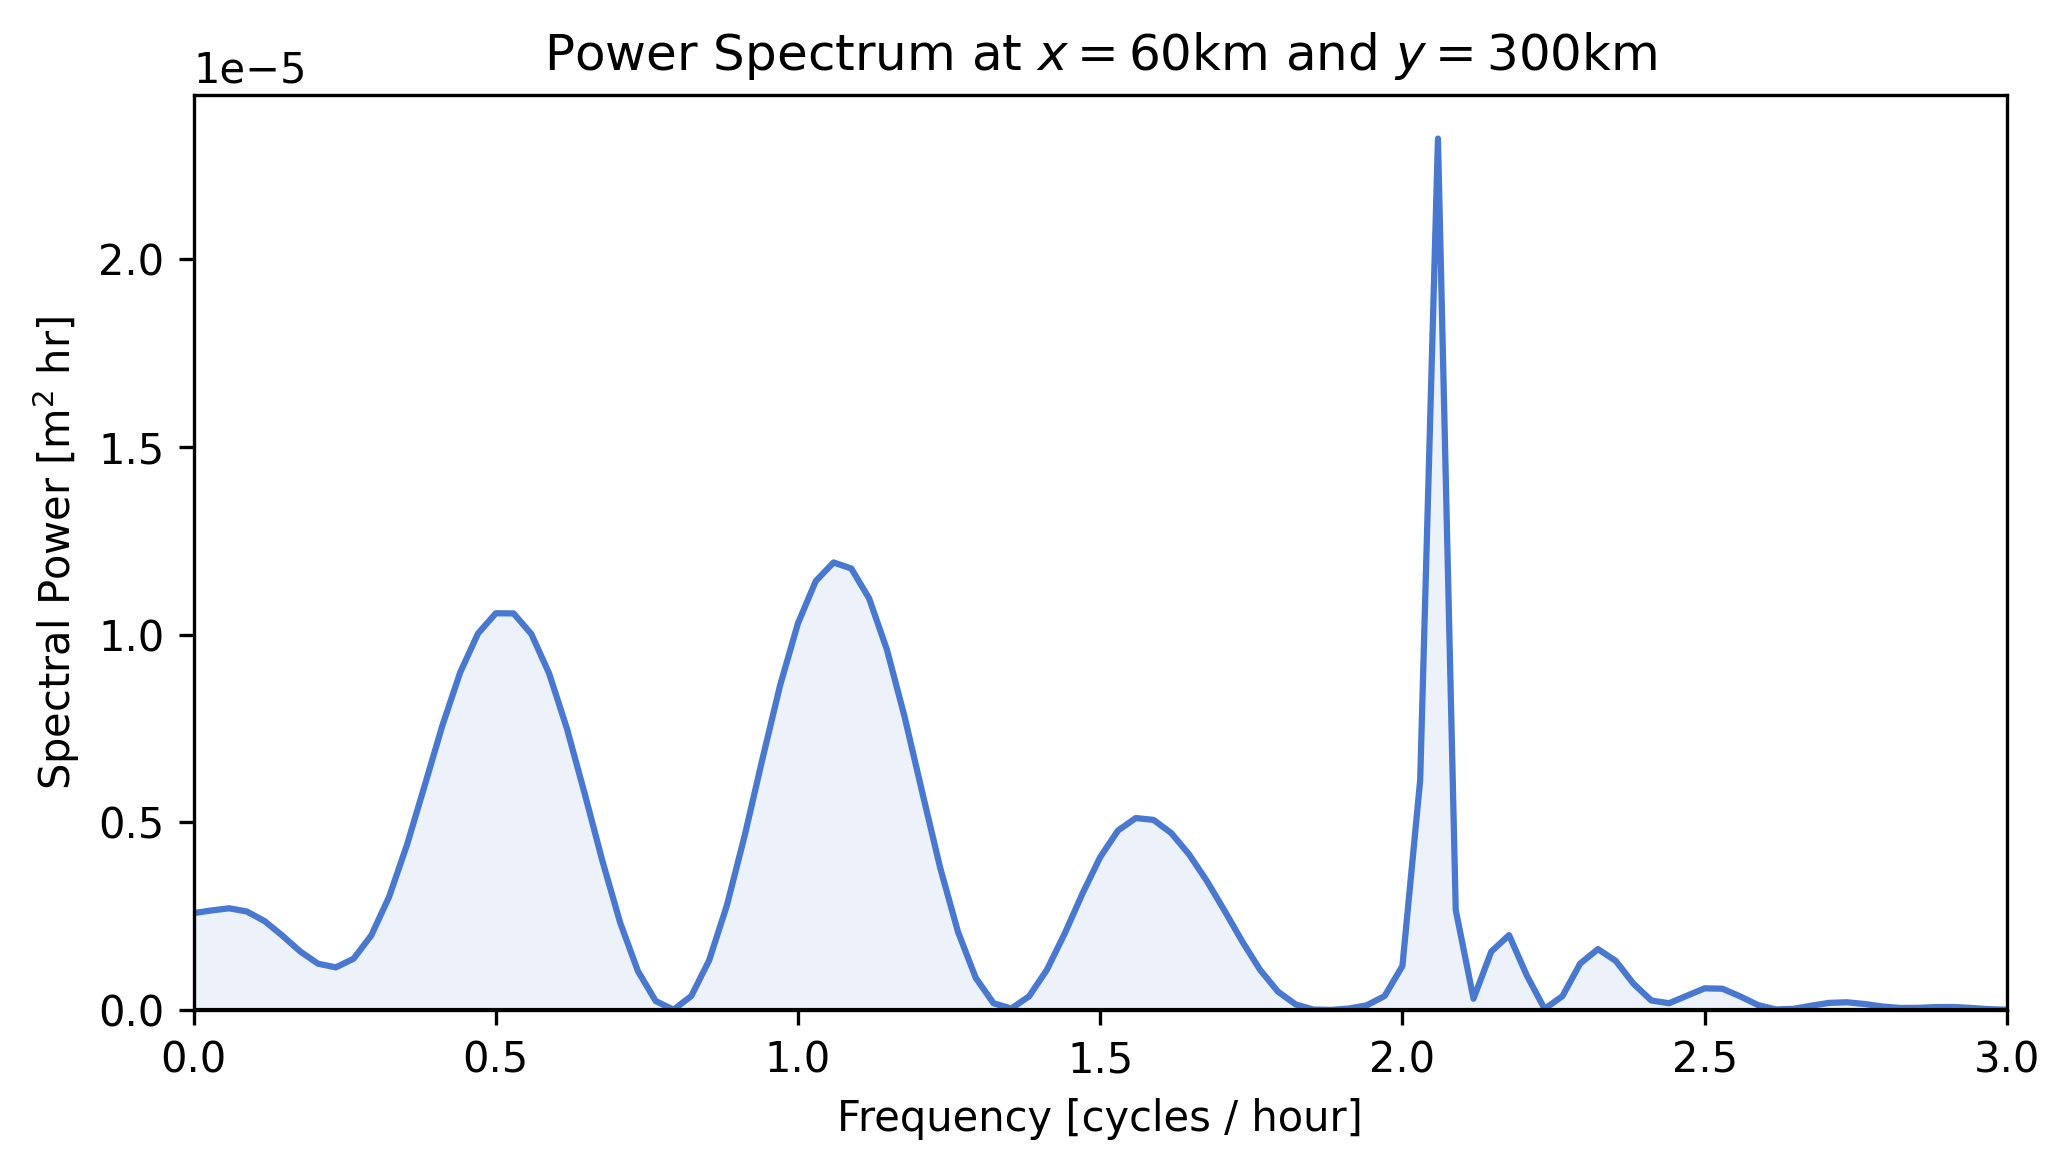 Power Spectrum at x = 60km and y = 300km
1e−5
Spectral Power [m² hr]
2.0
1.5
1.0
0.5
0.0
0.0 0.5 1.0 1.5 2.0 2.5 3.0
Frequency [cycles / hour]